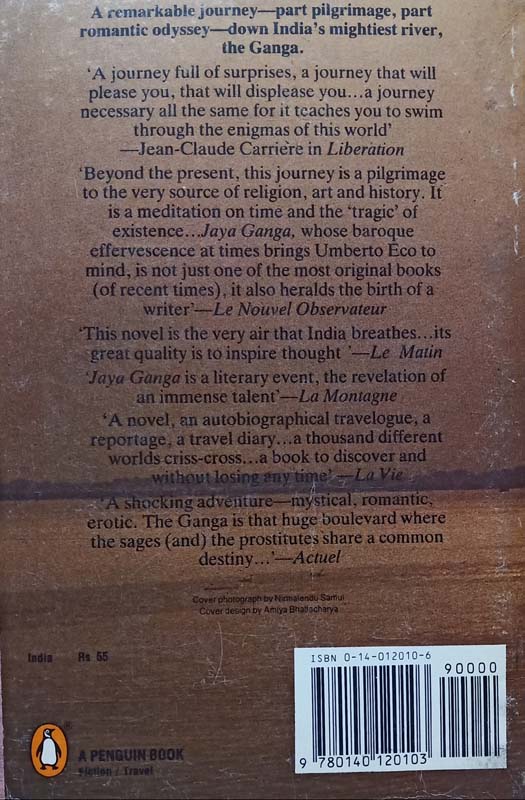 A remarkable journey—part pilgrimage, part
romantic odyssey—down India's mightiest river,
the Ganga.
'A journey full of surprises, a journey that will
please you, that will displease you...a journey
necessary all the same for it teaches you to swim
through the enigmas of this world'
—Jean-Claude Carriere in Liberation
'Beyond the present, this journey is a pilgrimage
to the very source of religion, art and history. It
is a meditation on time and the 'tragic' of
existence...Jaya Ganga, whose baroque
effervescence at times brings Umberto Eco to
mind, is not just one of the most original books
(of recent times), it also heralds the birth of a
writer'—Le Nouvel Observateur
'This novel is the very air that India breathes...its
great quality is to inspire thought '—Le Matin
'Jaya Ganga is a literary event, the revelation of
an immense talent'—La Montagne
'A novel, an autobiographical travelogue, a
reportage, a travel diary...a thousand different
worlds criss-cross...a book to discover and
without losing any time'—La Vie
'A shocking adventure—mystical, romantic,
erotic. The Ganga is that huge boulevard where
the sages (and) the prostitutes share a common
destiny...'—Actuel
Cover photograph by Nirmalendu Samui
Cover design by Amiya Bhattacharya
India Rs 55
ISBN 0-14-012010-6
90000
9 780140 120103
A PENGUIN BOOK
Fiction / Travel